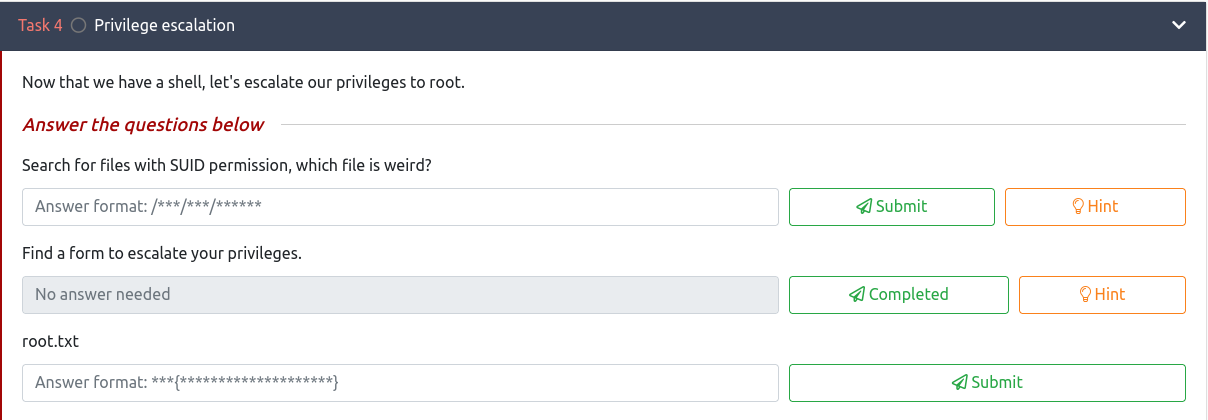 Task 4 Privilege escalation
Now that we have a shell, let's escalate our privileges to root.
Answer the questions below
Search for files with SUID permission, which file is weird?
Answer format: /***/***/******
Submit
Hint
Find a form to escalate your privileges.
No answer needed
Completed
Hint
root.txt
Answer format: ***{********************}
Submit